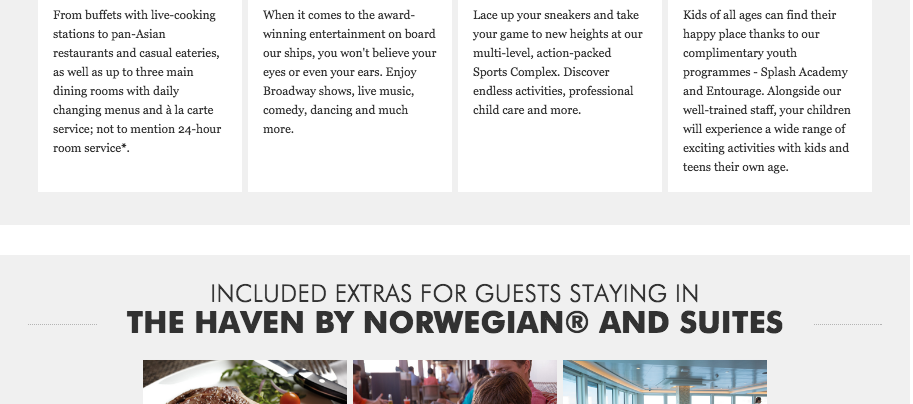 From buffets with live-cooking
stations to pan-Asian
restaurants and casual eateries,
as well as up to three main
dining rooms with daily
changing menus and à la carte
service; not to mention 24-hour
room service*.
When it comes to the award-
winning entertainment on board
our ships, you won't believe your
eyes or even your ears. Enjoy
Broadway shows, live music,
comedy, dancing and much
more.
Lace up your sneakers and take
your game to new heights at our
multi-level, action-packed
Sports Complex. Discover
endless activities, professional
child care and more.
Kids of all ages can find their
happy place thanks to our
complimentary youth
programmes - Splash Academy
and Entourage. Alongside our
well-trained staff, your children
will experience a wide range of
exciting activities with kids and
teens their own age.
INCLUDED EXTRAS FOR GUESTS STAYING IN
THE HAVEN BY NORWEGIAN® AND SUITES